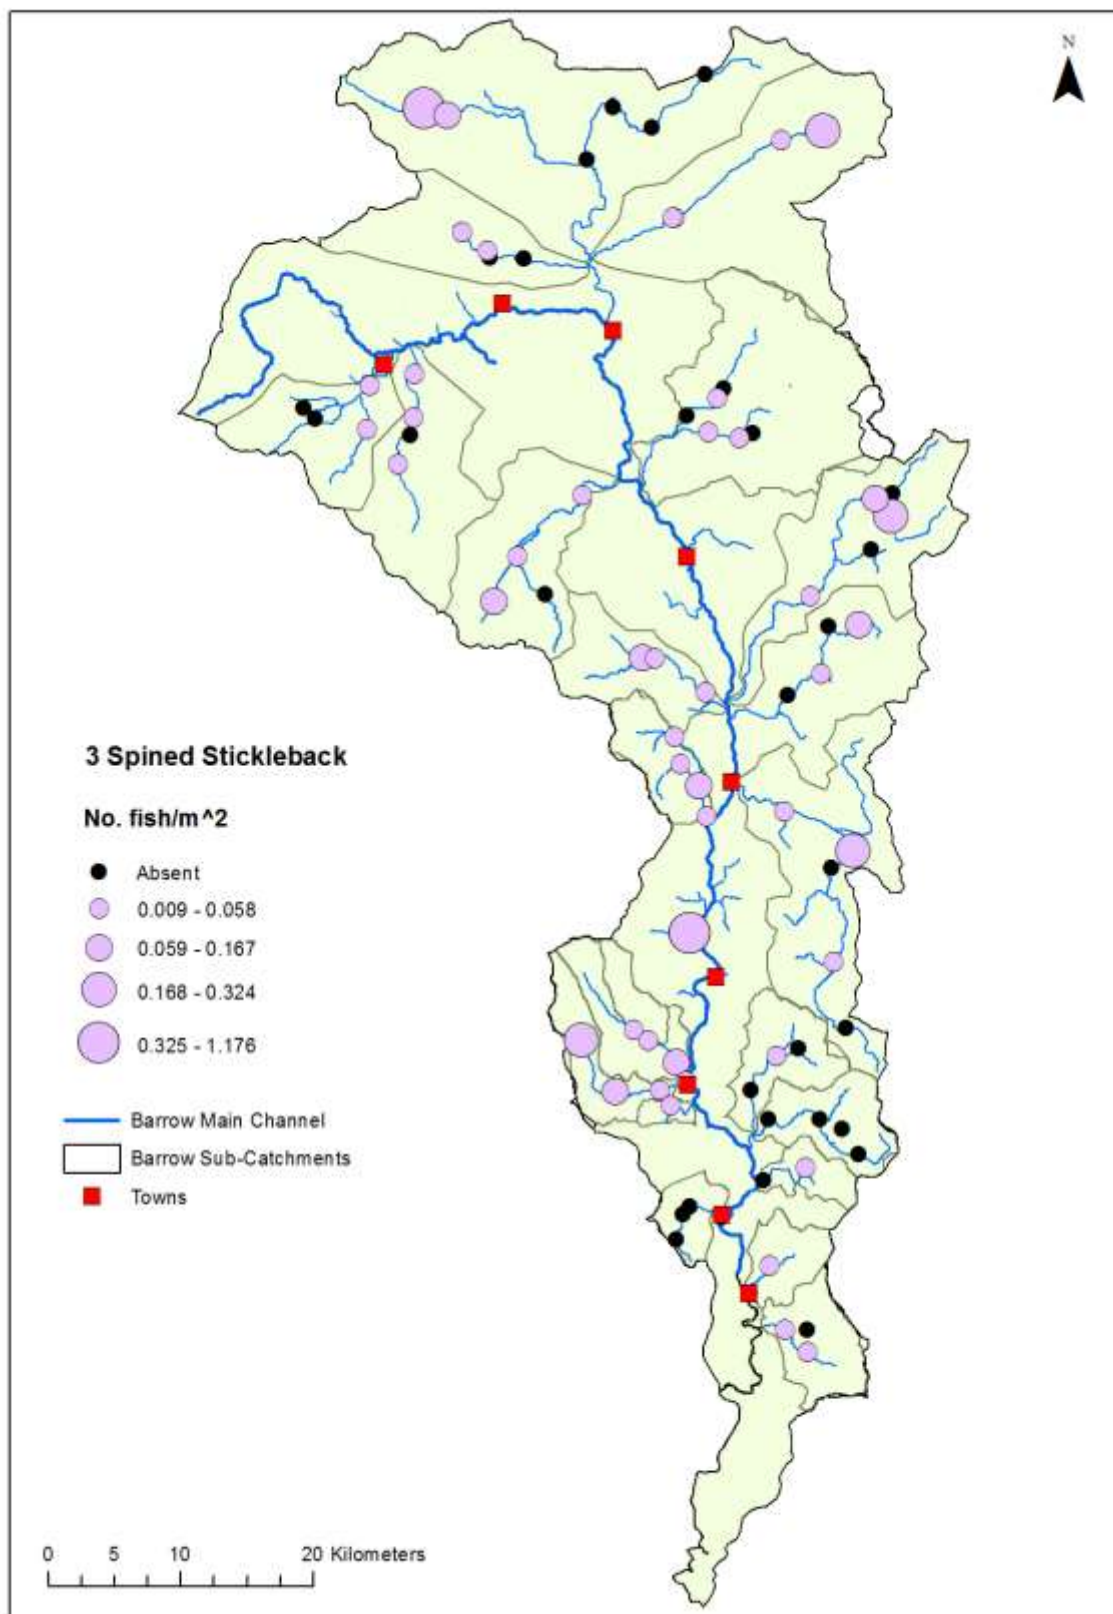 N
3 Spined Stickleback
No. fish/m^2
Absent
0.009 - 0.058
0.059 - 0.167
0.168 - 0.324
0.325 - 1.176
Barrow Main Channel
Barrow Sub-Catchments
Towns
0 5 10 20 Kilometers